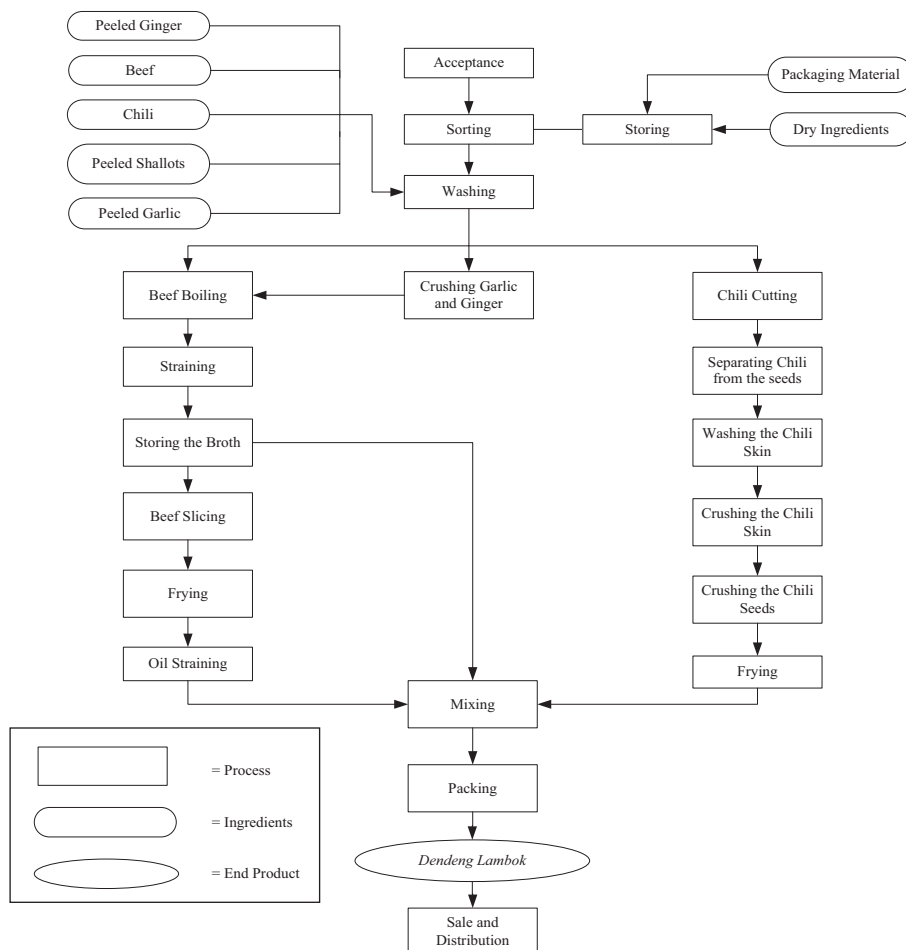 Peeled Ginger
Beef
Chili
Peeled Shallots
Peeled Garlic
Acceptance
Sorting
Washing
Storing
Packaging Material
Dry Ingredients
Beef Boiling
Crushing Garlic
and Ginger
Chili Cutting
Straining
Separating Chili
from the seeds
Storing the Broth
Washing the Chili
Skin
Beef Slicing
Crushing the Chili
Skin
Frying
Crushing the Chili
Seeds
Oil Straining
Frying
Mixing
Packing
Dendeng Lambok
Sale and
Distribution
= Process
= Ingredients
= End Product